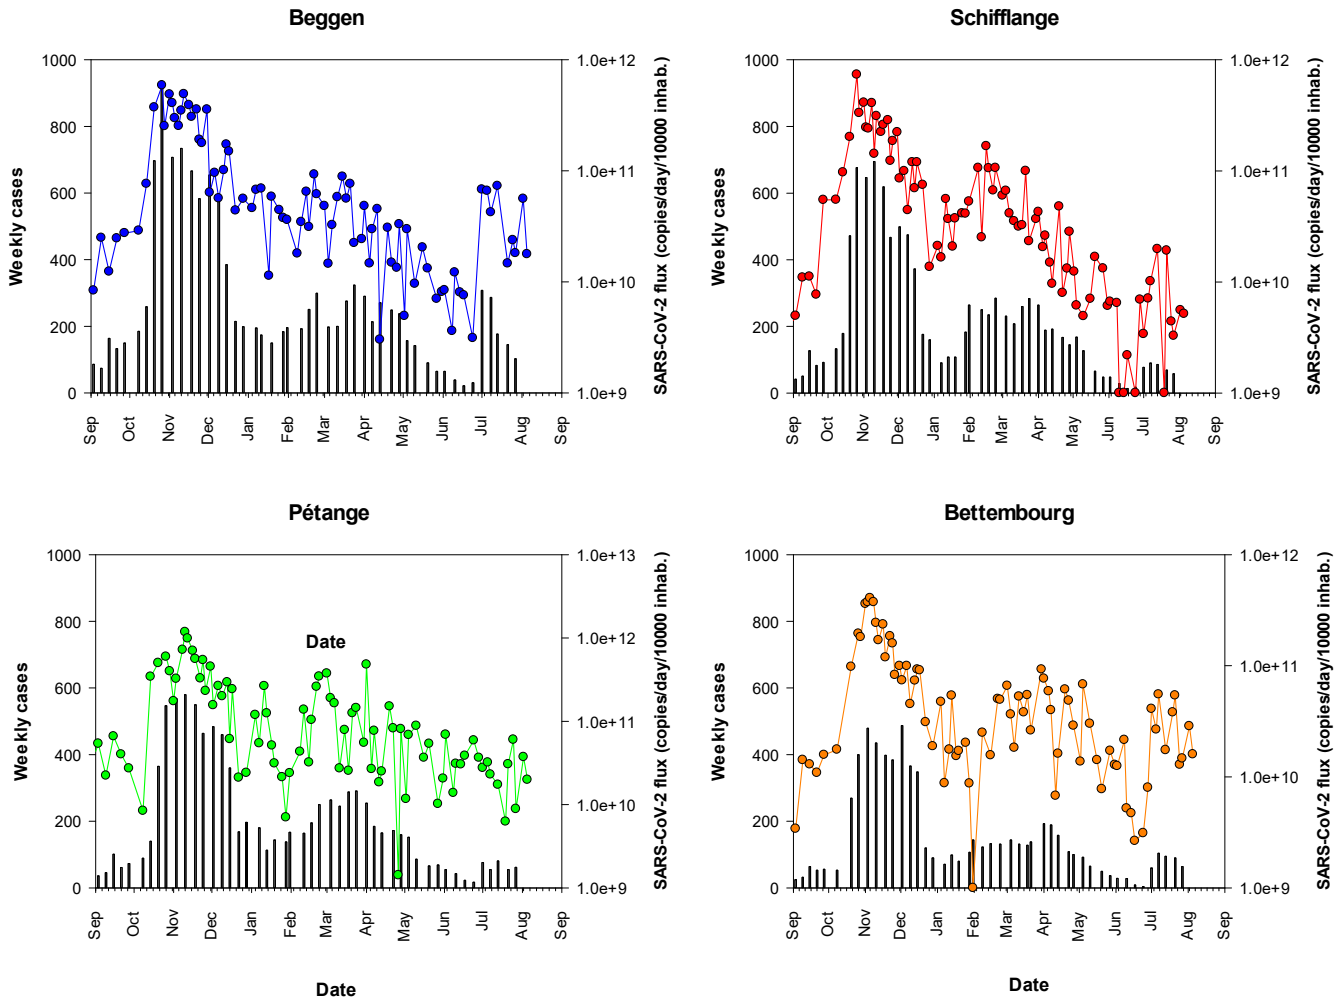 Beggen
Schifflange
1000
800
600
400
200
0
Weekly cases
1.0e+12
1.0e+11
1.0e+10
1.0e+9
SARS-CoV-2 flux (copies/day/10000 inhab.)
Sep Oct Nov Dec Jan Feb Mar Apr May Jun Jul Aug Sep
1000
800
600
400
200
0
Weekly cases
1.0e+12
1.0e+11
1.0e+10
1.0e+9
SARS-CoV-2 flux (copies/day/10000 inhab.)
Sep Oct Nov Dec Jan Feb Mar Apr May Jun Jul Aug Sep
Pétange
Bettembourg
1000
800
600
400
200
0
Weekly cases
Date
1.0e+13
1.0e+12
1.0e+11
1.0e+10
1.0e+9
SARS-CoV-2 flux (copies/day/10000 inhab.)
Sep Oct Nov Dec Jan Feb Mar Apr May Jun Jul Aug Sep
Date
1000
800
600
400
200
0
Weekly cases
1.0e+12
1.0e+11
1.0e+10
1.0e+9
SARS-CoV-2 flux (copies/day/10000 inhab.)
Sep Oct Nov Dec Jan Feb Mar Apr May Jun Jul Aug Sep
Date